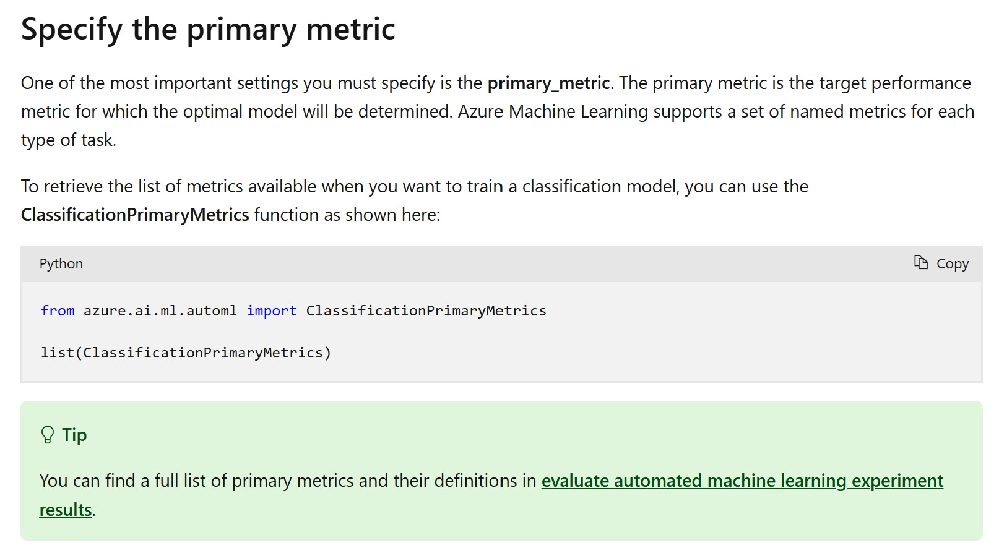 Specify the primary metric
One of the most important settings you must specify is the primary_metric. The primary metric is the target performance
metric for which the optimal model will be determined. Azure Machine Learning supports a set of named metrics for each
type of task.
To retrieve the list of metrics available when you want to train a classification model, you can use the
ClassificationPrimaryMetrics function as shown here:
Python
Copy
from azure.ai.ml.automl import ClassificationPrimaryMetrics
list(ClassificationPrimaryMetrics)
Tip
You can find a full list of primary metrics and their definitions in evaluate automated machine learning experiment
results.